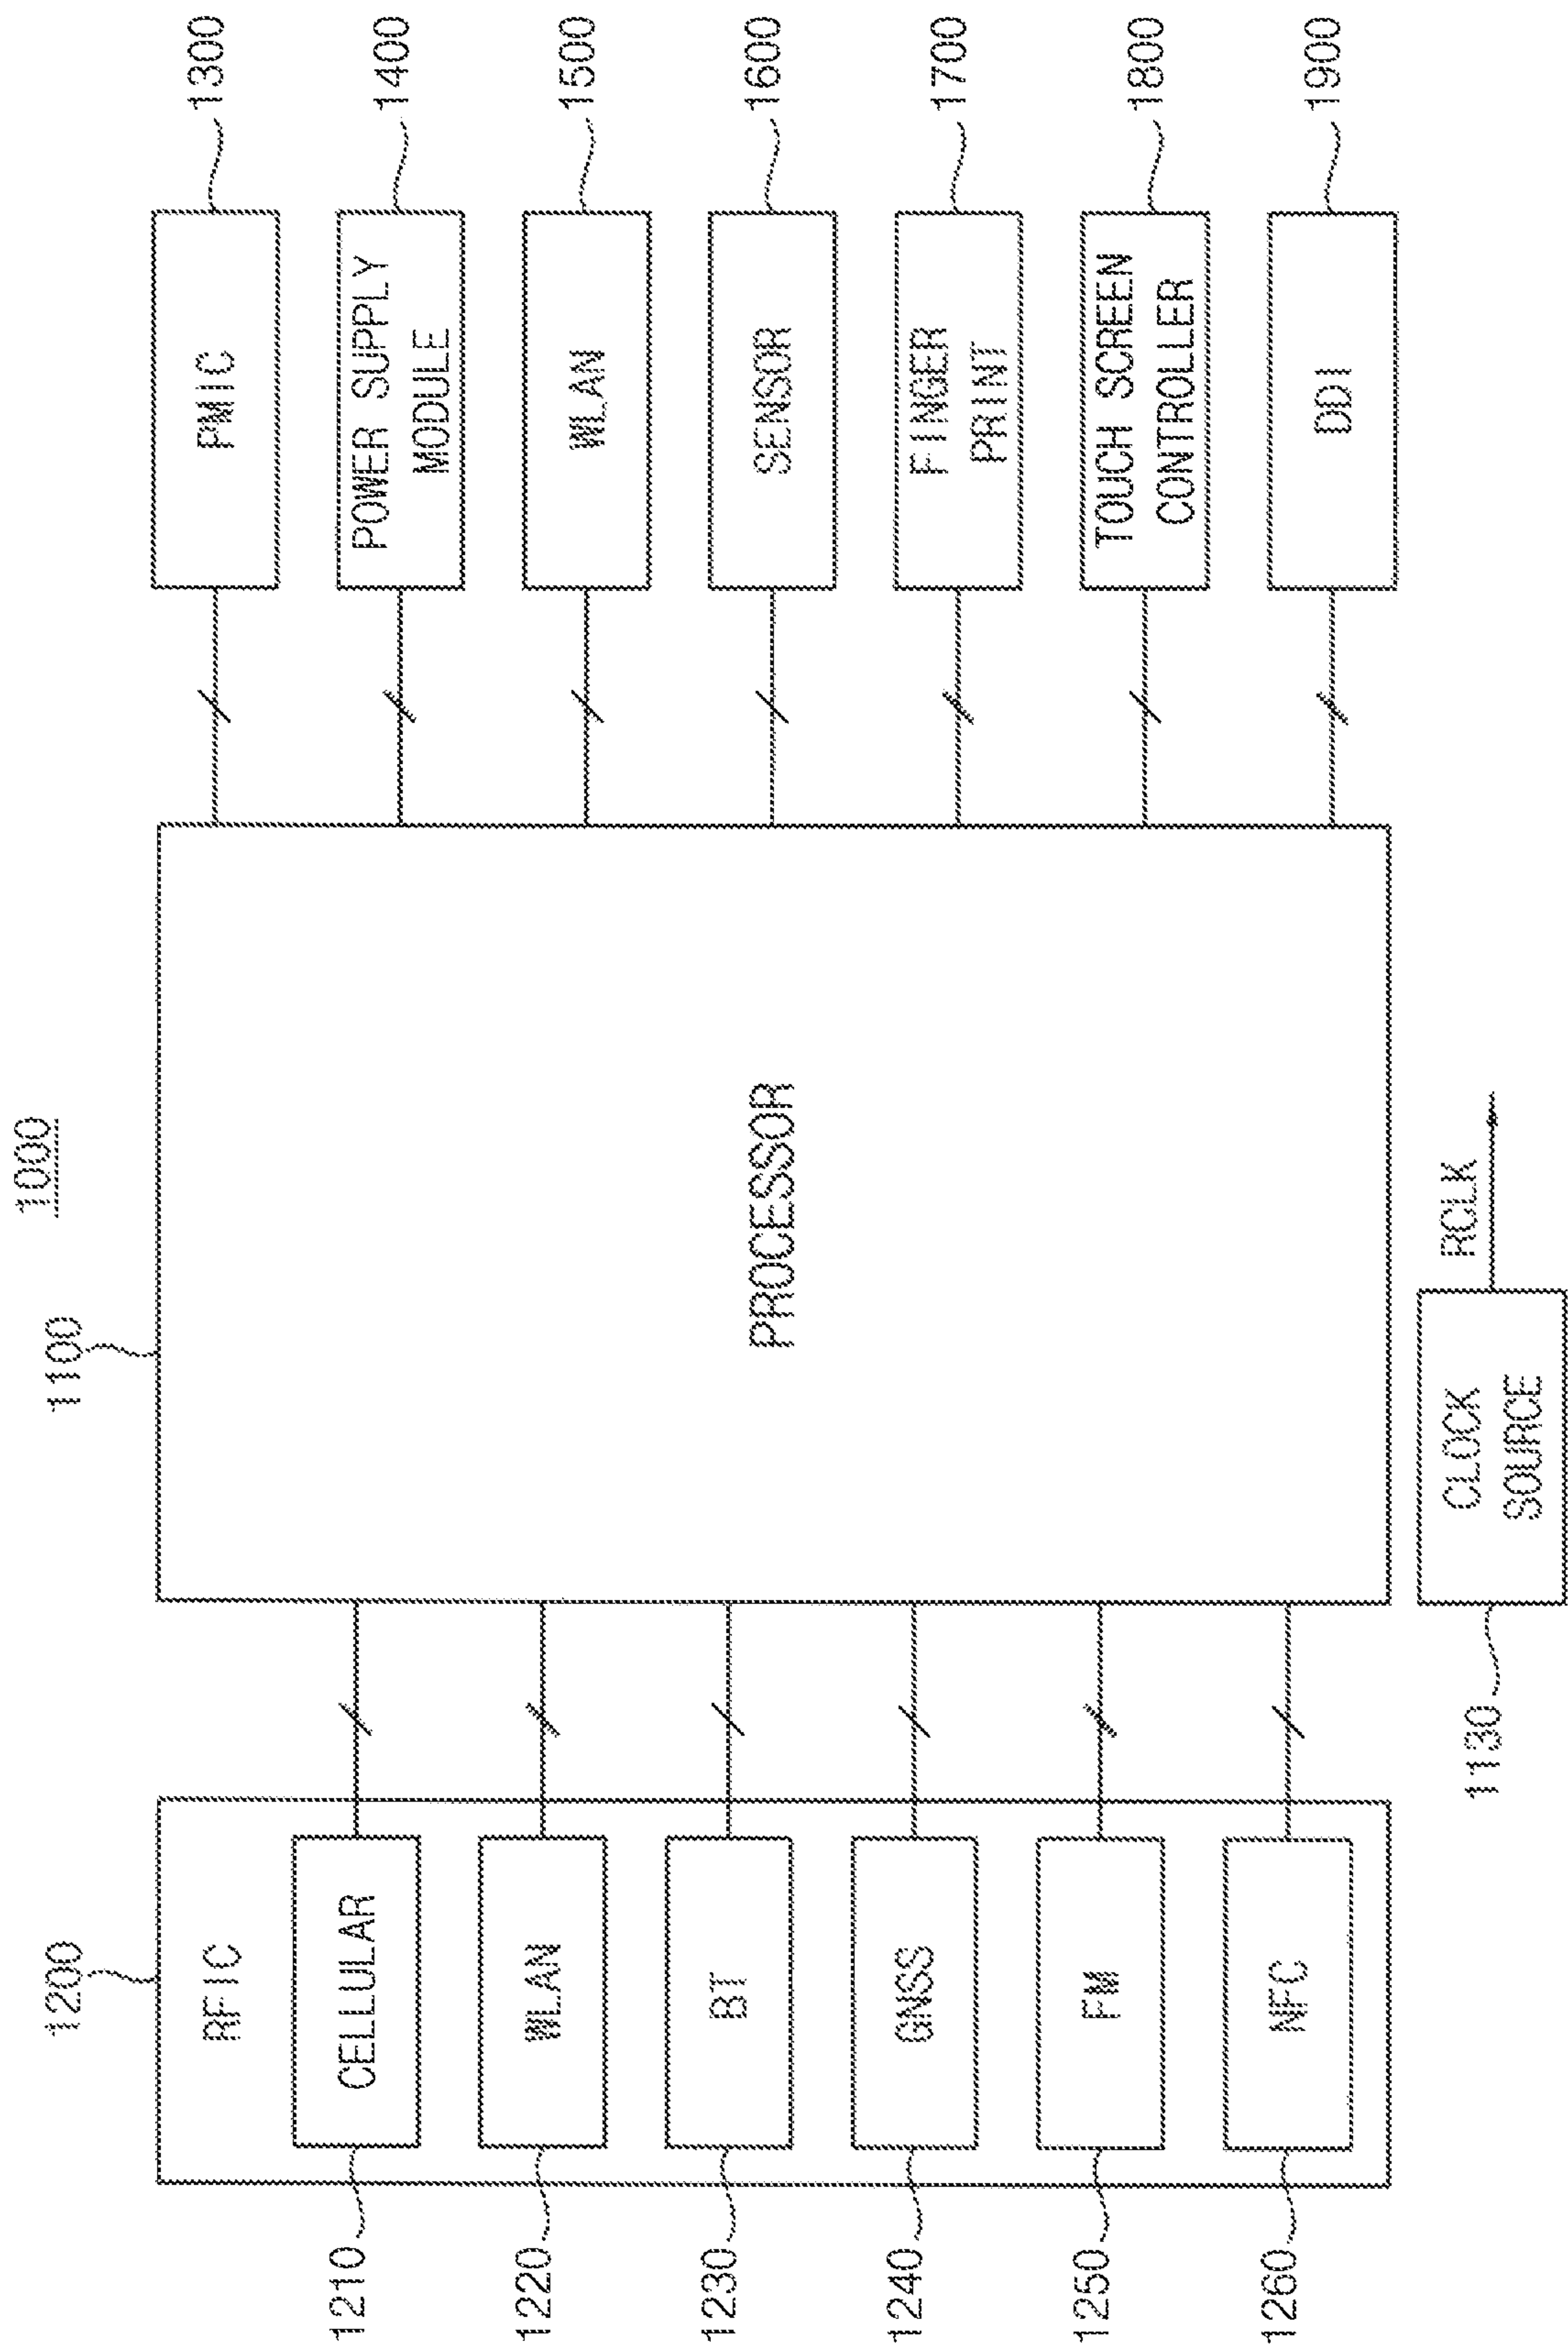 1000
1100
1200
RFIC
1210
CELLULAR
1220
WLAN
1230
BT
1240
GNSS
1250
FM
1260
NFC
PROCESSOR
PMIC
1300
POWER SUPPLY
MODULE
1400
WLAN
1500
SENSOR
1600
FINGER
PRINT
1700
TOUCH SCREEN
CONTROLLER
1800
DDI
1900
1130
CLOCK
SOURCE
RCLK